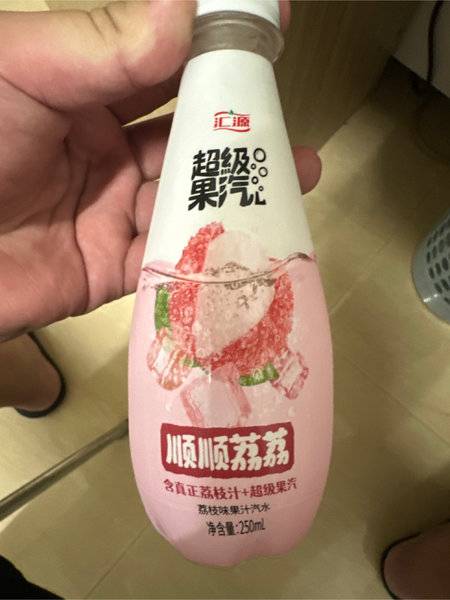 汇源
超級
果汽
顺顺荔荔
含真正荔枝汁+超级果汽
荔枝味果汁汽水
净含量:250mL